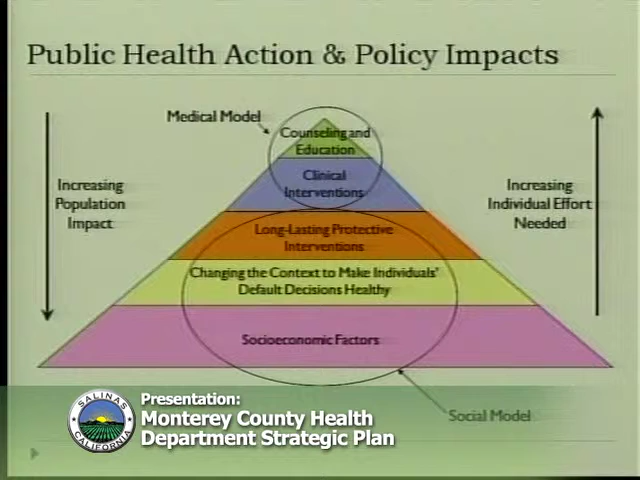 Public Health Action & Policy Impacts
Medical Model
Counseling and
Education
Clinical
Interventions
Increasing
Population
Impact
Increasing
Individual Effort
Needed
Long-Lasting Protective
Interventions
Changing the Context to Make Individuals'
Default Decisions Healthy
Socioeconomic Factors
Social Model
SALINAS
CALIFORNIA
Presentation:
Monterey County Health
Department Strategic Plan